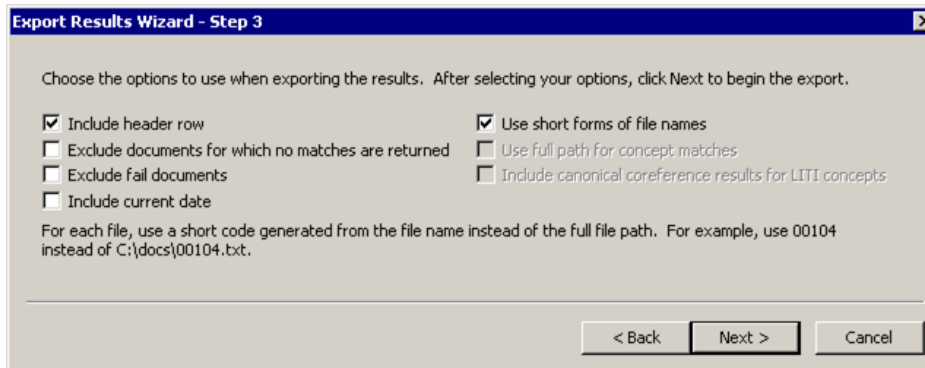 Export Results Wizard - Step 3
Choose the options to use when exporting the results. After selecting your options, click Next to begin the export.
Include header row
Exclude documents for which no matches are returned
Exclude fail documents
Include current date
Use short forms of file names
Use full path for concept matches
Include canonical coreference results for LITI concepts
For each file, use a short code generated from the file name instead of the full file path. For example, use 00104
instead of C:\docs\00104.txt.
< Back
Next >
Cancel